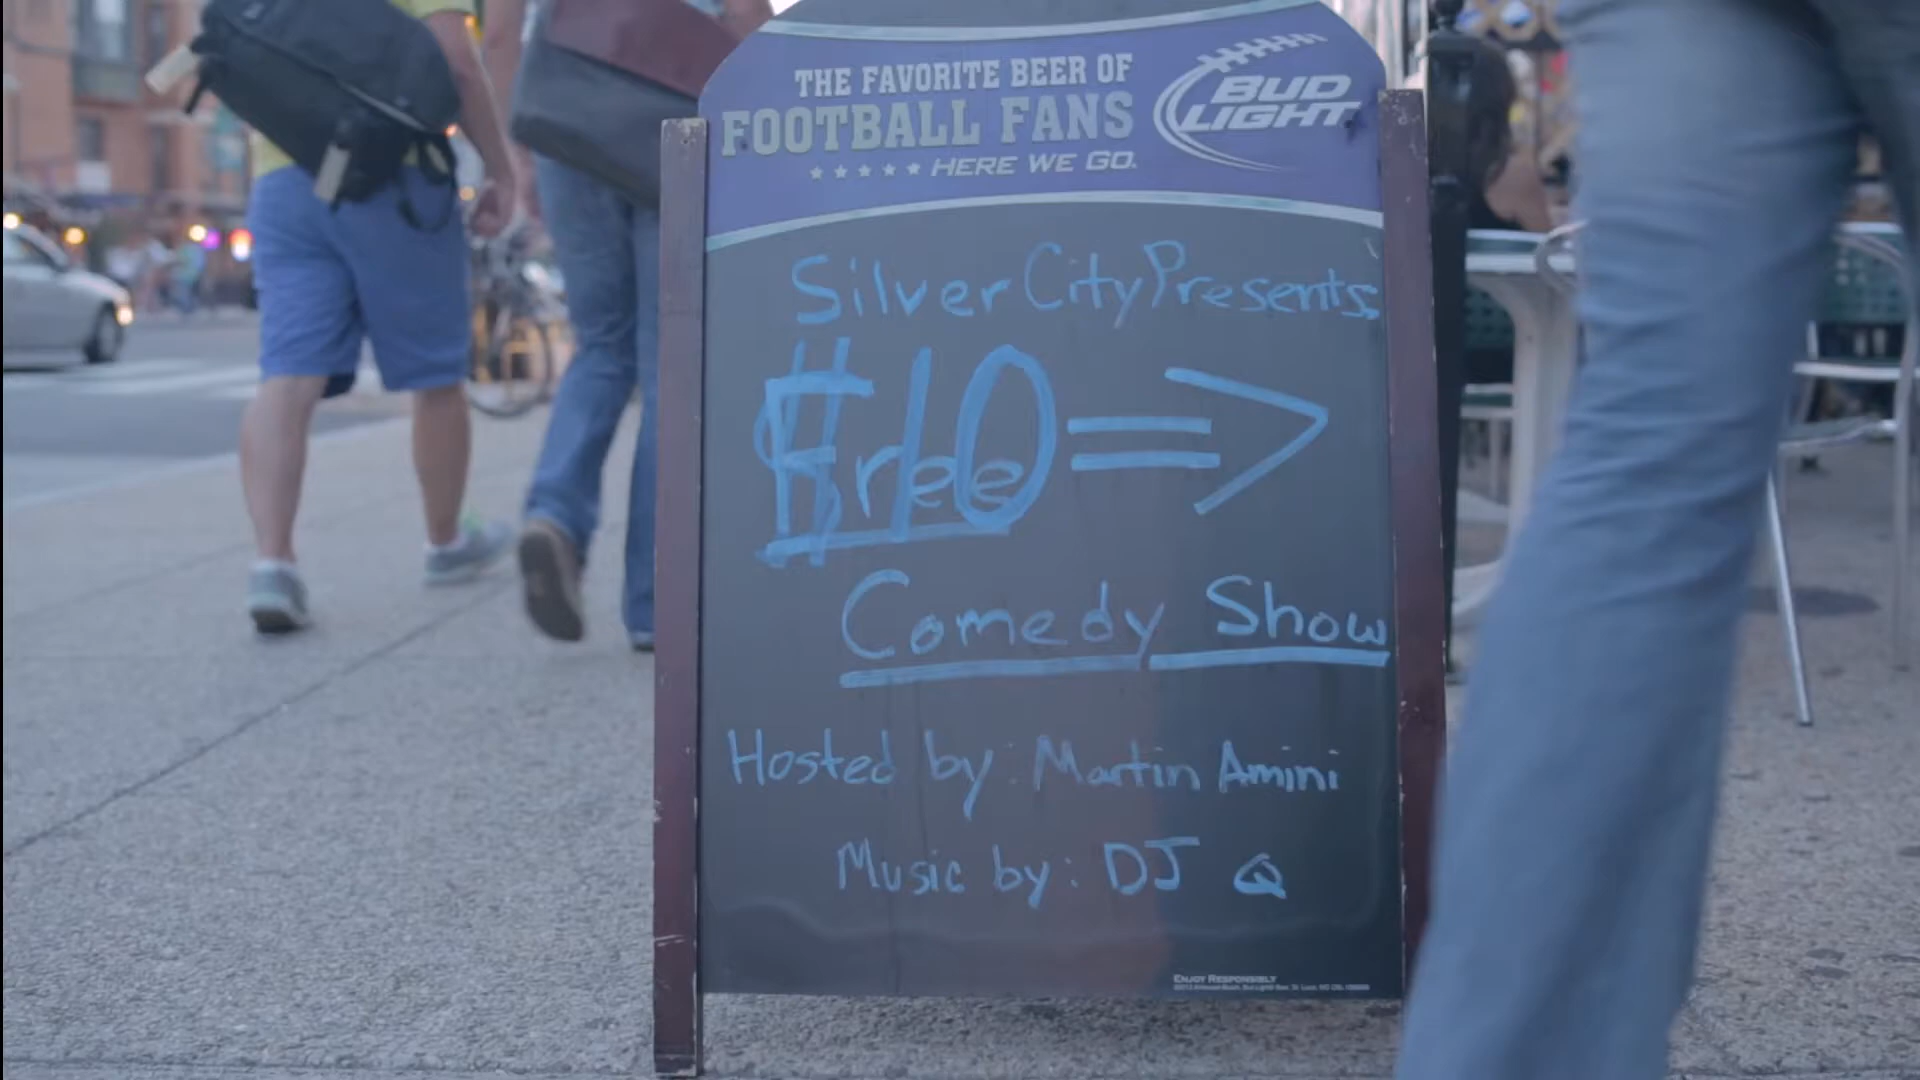 THE FAVORITE BEER OF
FOOTBALL FANS
HERE WE GO.
BUD
LIGHT
Silver City Presents:
$10 =>
Free
Comedy Show
Hosted by: Martin Amini
Music by: DJ Q
ENJOY RESPONSIBLY